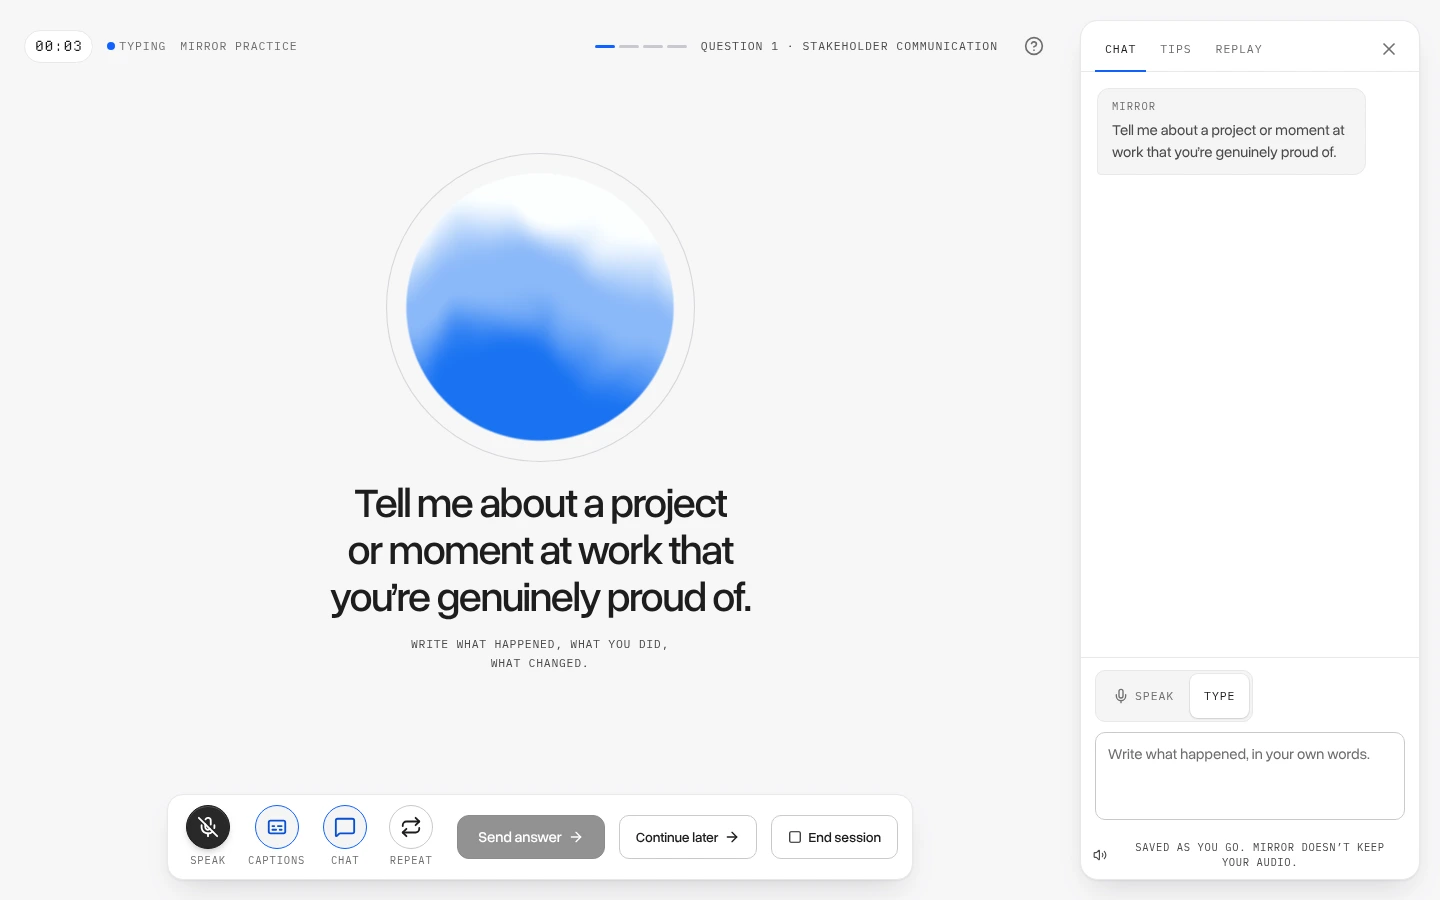 00:03
TYPING MIRROR PRACTICE
QUESTION 1 · STAKEHOLDER COMMUNICATION
Tell me about a project
or moment at work that
you're genuinely proud of.
WRITE WHAT HAPPENED, WHAT YOU DID,
WHAT CHANGED.
SPEAK
CAPTIONS
CHAT
REPEAT
Send answer →
Continue later →
End session
CHAT TIPS REPLAY
MIRROR
Tell me about a project or moment at
work that you're genuinely proud of.
SPEAK
TYPE
Write what happened, in your own words.
SAVED AS YOU GO. MIRROR DOESN'T KEEP
YOUR AUDIO.